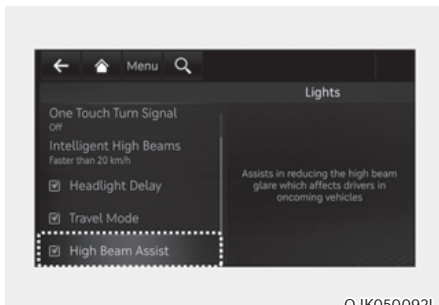 Menu
Lights
One Touch Turn Signal
Off
Intelligent High Beams
Faster than 20 km/h
Headlight Delay
Travel Mode
High Beam Assist
Assists in reducing the high beam
glare which affects drivers in
oncoming vehicles